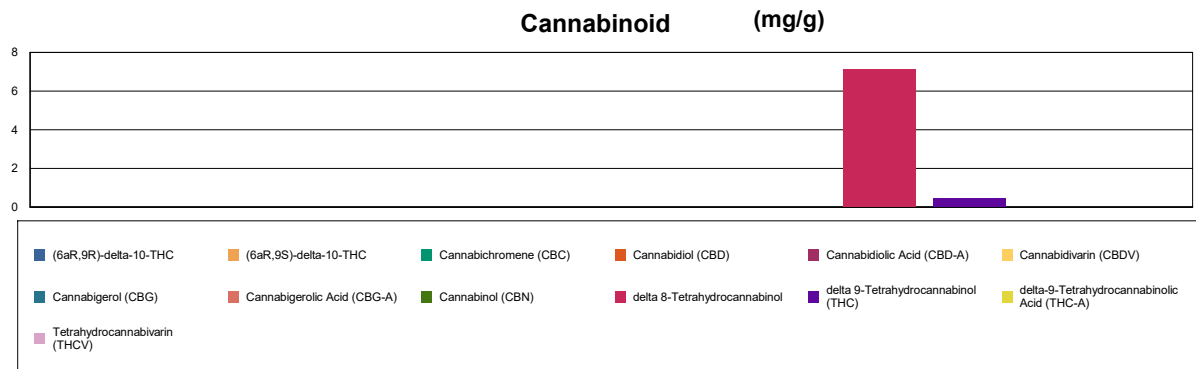 Cannabinoid (mg/g)
8
6
4
2
0
(6aR,9R)-delta-10-THC
(6aR,9S)-delta-10-THC
Cannabichromene (CBC)
Cannabidiol (CBD)
Cannabidiolic Acid (CBD-A)
Cannabidivarin (CBDV)
Cannabigerol (CBG)
Cannabigerolic Acid (CBG-A)
Cannabinol (CBN)
delta 8-Tetrahydrocannabinol
delta 9-Tetrahydrocannabinol
(THC)
delta-9-Tetrahydrocannabinolic
Acid (THC-A)
Tetrahydrocannabivarin
(THCV)